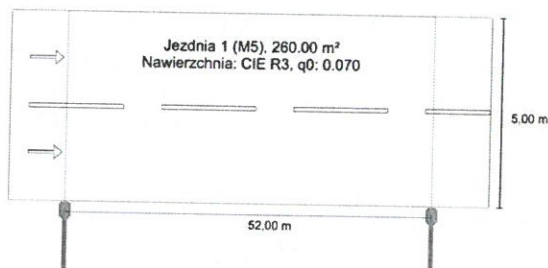 Jezdnia 1 (M5), 260.00 m²
Nawierzchnia: CIE R3, q0: 0.070
5,00 m
52,00 m